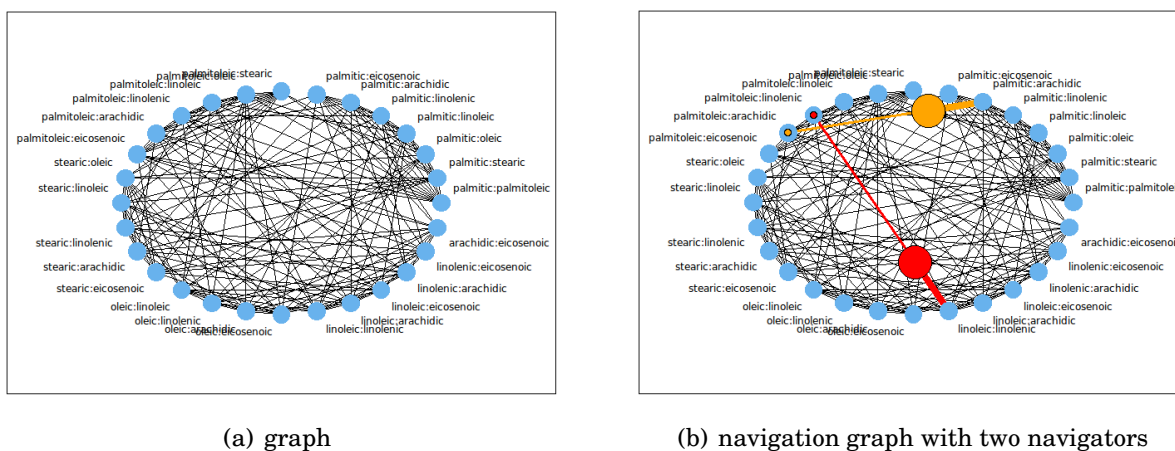 palmitoleic:stearic
palmitoleic:oleic
palmitoleic:linoleic
palmitoleic:linolenic
palmitoleic:arachidic
palmitoleic:eicosenoic
stearic:oleic
stearic:linoleic
stearic:linolenic
stearic:arachidic
stearic:eicosenoic
oleic:linoleic
oleic:linolenic
oleic:arachidic
oleic:eicosenoic
palmitic:eicosenoic
palmitic:arachidic
palmitic:linolenic
palmitic:linoleic
palmitic:oleic
palmitic:stearic
palmitic:palmitoleic
arachidic:eicosenoic
linolenic:eicosenoic
linolenic:arachidic
linoleic:eicosenoic
linoleic:arachidic
linoleic:linolenic
(a) graph
palmitoleic:stearic
palmitoleic:oleic
palmitoleic:linoleic
palmitoleic:linolenic
palmitoleic:arachidic
palmitoleic:eicosenoic
stearic:oleic
stearic:linoleic
stearic:linolenic
stearic:arachidic
stearic:eicosenoic
oleic:linoleic
oleic:linolenic
oleic:arachidic
oleic:eicosenoic
palmitic:eicosenoic
palmitic:arachidic
palmitic:linolenic
palmitic:linoleic
palmitic:oleic
palmitic:stearic
palmitic:palmitole
arachidic:eicosenoic
linolenic:eicosenoic
linolenic:arachidic
linoleic:eicosenoic
linoleic:arachidic
linoleic:linolenic
(b) navigation graph with two navigators